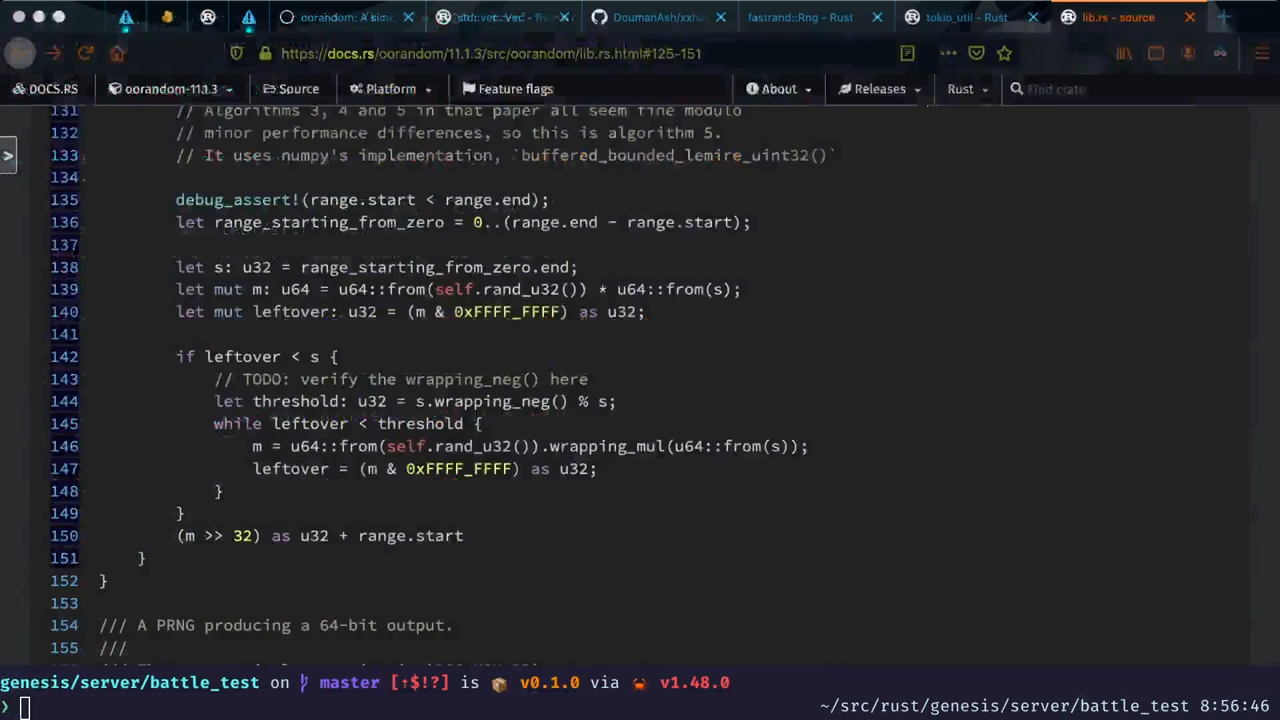 oorandom: A si
std::vec::Vec - 
DoumanAsh/xxha
fastrand::Rng - Rust
tokio_util - Rust
lib.rs - source
https://docs.rs/oorandom/11.1.3/src/oorandom/lib.rs.html#125-151
DOCS.RS oorandom-11.1.3 Source Platform Feature flags About Releases Rust Find crate
>
131 // Algorithms 3, 4 and 5 in that paper all seem fine modulo
132 // minor performance differences, so this is algorithm 5.
133 // It uses numpy's implementation, `buffered_bounded_lemire_uint32()`
134
135 debug_assert!(range.start < range.end);
136 let range_starting_from_zero = 0..(range.end - range.start);
137
138 let s: u32 = range_starting_from_zero.end;
139 let mut m: u64 = u64::from(self.rand_u32()) * u64::from(s);
140 let mut leftover: u32 = (m & 0xFFFF_FFFF) as u32;
141
142 if leftover < s {
143 // TODO: verify the wrapping_neg() here
144 let threshold: u32 = s.wrapping_neg() % s;
145 while leftover < threshold {
146 m = u64::from(self.rand_u32()).wrapping_mul(u64::from(s));
147 leftover = (m & 0xFFFF_FFFF) as u32;
148 }
149 }
150 (m >> 32) as u32 + range.start
151 }
152 }
153
154 /// A PRNG producing a 64-bit output.
155 ///
genesis/server/battle_test on master [↑$!?] is v0.1.0 via v1.48.0
❯ ~/src/rust/genesis/server/battle_test 8:56:46